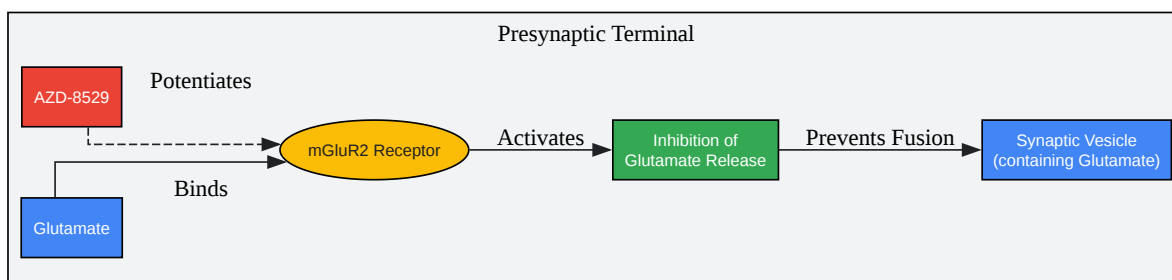 Presynaptic Terminal
AZD-8529
Potentiates
mGluR2 Receptor
Activates
Inhibition of
Glutamate Release
Prevents Fusion
Synaptic Vesicle
(containing Glutamate)
Binds
Glutamate